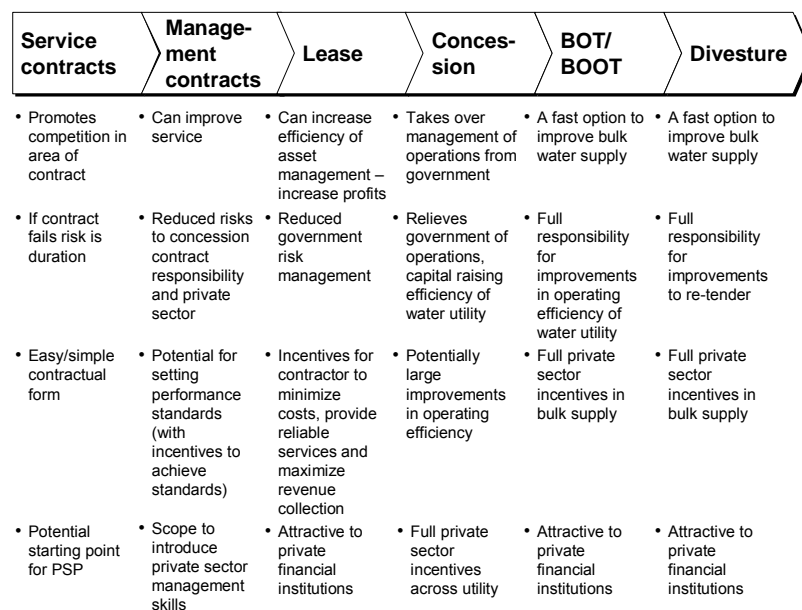 Service
contracts
Manage-
ment
contracts
Lease
Conces-
sion
BOT/
BOOT
Divesture
• Promotes
competition in
area of
contract
• Can improve
service
• Can increase
efficiency of
asset
management –
increase profits
• Takes over
management of
operations from
government
• A fast option to
improve bulk
water supply
• A fast option to
improve bulk
water supply
• If contract
fails risk is
duration
• Reduced risks
to concession
contract
responsibility
and private
sector
• Reduced
government
risk
management
• Relieves
government of
operations,
capital raising
efficiency of
water utility
• Full
responsibility
for
improvements
in operating
efficiency of
water utility
• Full
responsibility
for
improvements
to re-tender
• Easy/simple
contractual
form
• Potential for
setting
performance
standards
(with
incentives to
achieve
standards)
• Incentives for
contractor to
minimize
costs, provide
reliable
services and
maximize
revenue
collection
• Potentially
large
improvements
in operating
efficiency
• Full private
sector
incentives in
bulk supply
• Full private
sector
incentives in
bulk supply
• Potential
starting point
for PSP
• Scope to
introduce
private sector
management
skills
• Attractive to
private
financial
institutions
• Full private
sector
incentives
across utility
• Attractive to
private
financial
institutions
• Attractive to
private
financial
institutions